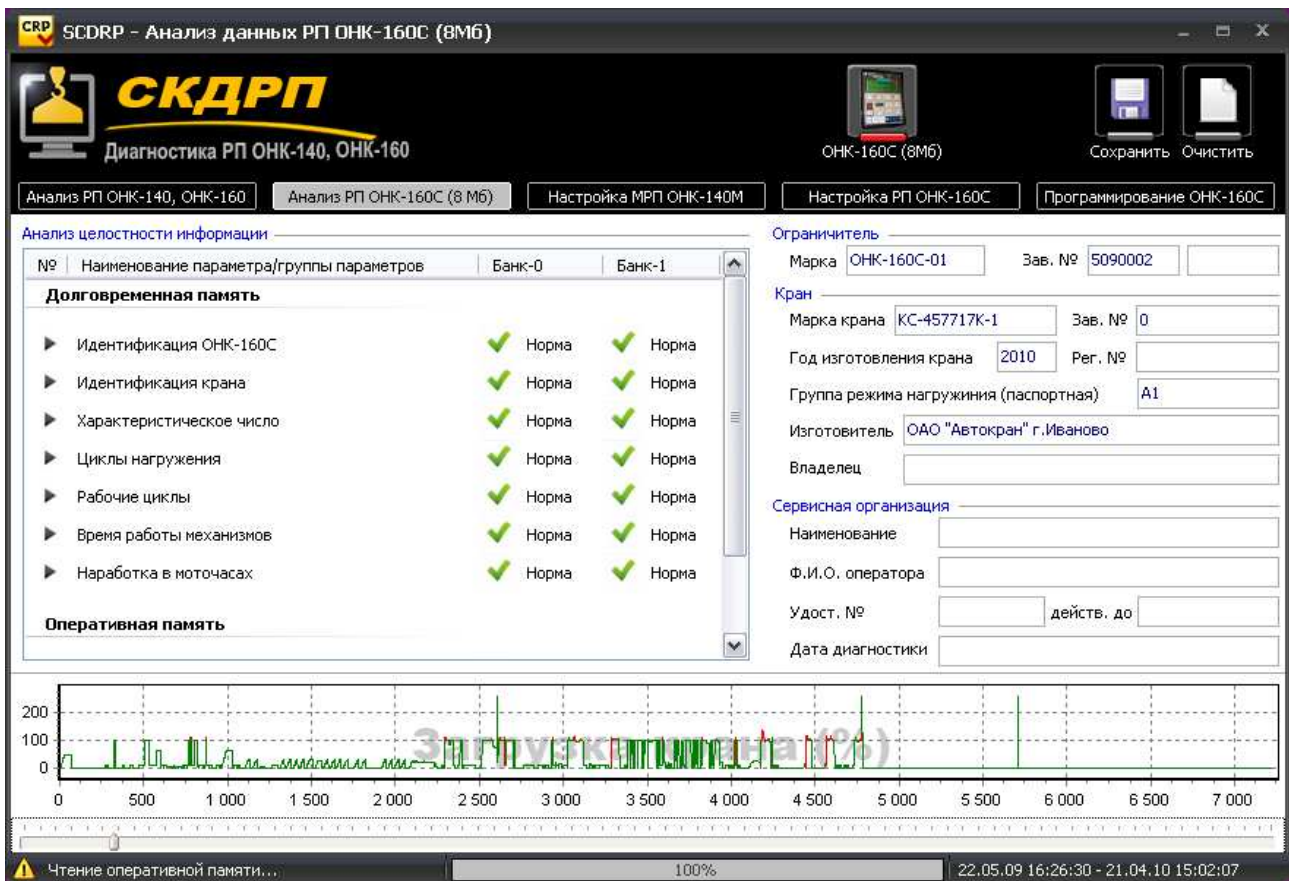 CRP SCDRP - Анализ данных РП ОНК-160С (8Мб)
СКДРП
Диагностика РП ОНК-140, ОНК-160
ОНК-160С (8Мб) Сохранить Очистить
Анализ РП ОНК-140, ОНК-160 Анализ РП ОНК-160С (8 Мб) Настройка МРП ОНК-140М Настройка РП ОНК-160С Программирование ОНК-160С
Анализ целостности информации
№ Наименование параметра/группы параметров Банк-0 Банк-1
Долговременная память
Идентификация ОНК-160С Норма Норма
Идентификация крана Норма Норма
Характеристическое число Норма Норма
Циклы нагружения Норма Норма
Рабочие циклы Норма Норма
Время работы механизмов Норма Норма
Наработка в моточасах Норма Норма
Оперативная память
Ограничитель
Марка ОНК-160С-01 Зав. № 5090002
Кран
Марка крана КС-457717К-1 Зав. № 0
Год изготовления крана 2010 Рег. №
Группа режима нагружиния (паспортная) А1
Изготовитель ОАО "Автокран" г.Иваново
Владелец
Сервисная организация
Наименование
Ф.И.О. оператора
Удост. № действ. до
Дата диагностики
200
100
0
Загрузка крана (%)
0 500 1 000 1 500 2 000 2 500 3 000 3 500 4 000 4 500 5 000 5 500 6 000 6 500 7 000
Чтение оперативной памяти... 100% 22.05.09 16:26:30 - 21.04.10 15:02:07